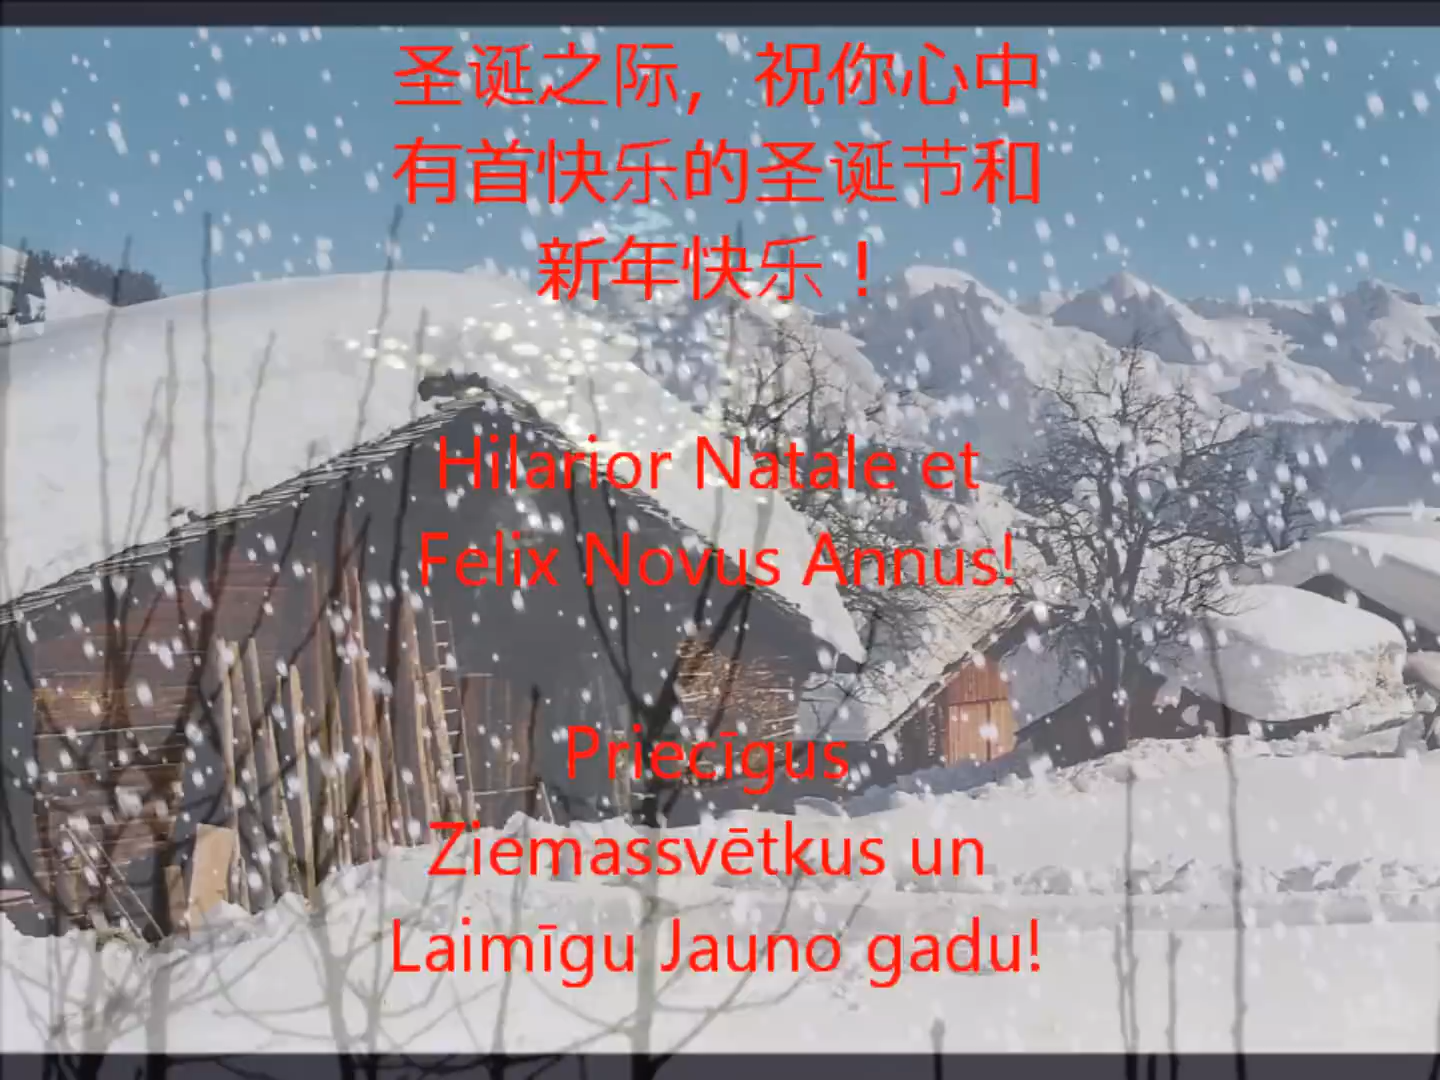 圣诞之际，祝你心中
有首快乐的圣诞节和
新年快乐！
Hilarior Natale et
Felix Novus Annus!
Priecīgus
Ziemassvētkus un
Laimīgu Jauno gadu!